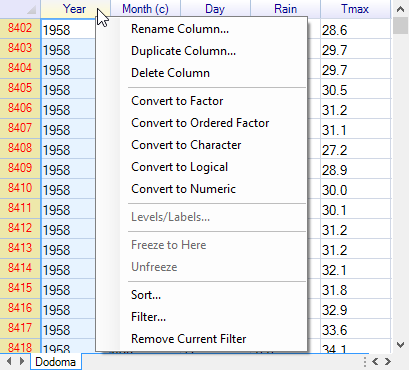 Year Month (c) Day Rain Tmax
8402 1958 Rename Column... 28.6
8403 1958 Duplicate Column... 29.7
8404 1958 Delete Column 29.7
8405 1958 30.5
8406 1958 Convert to Factor 31.2
8407 1958 Convert to Ordered Factor 31.1
8408 1958 Convert to Character 27.2
8409 1958 Convert to Logical 28.9
8410 1958 Convert to Numeric 30.0
8411 1958 Levels/Labels... 30.1
8412 1958 31.2
8413 1958 Freeze to Here 31.2
8414 1958 Unfreeze 32.1
8415 1958 Sort... 31.8
8416 1958 Filter... 32.9
8417 1958 Remove Current Filter 33.6
8418 1958 34.1
Dodoma